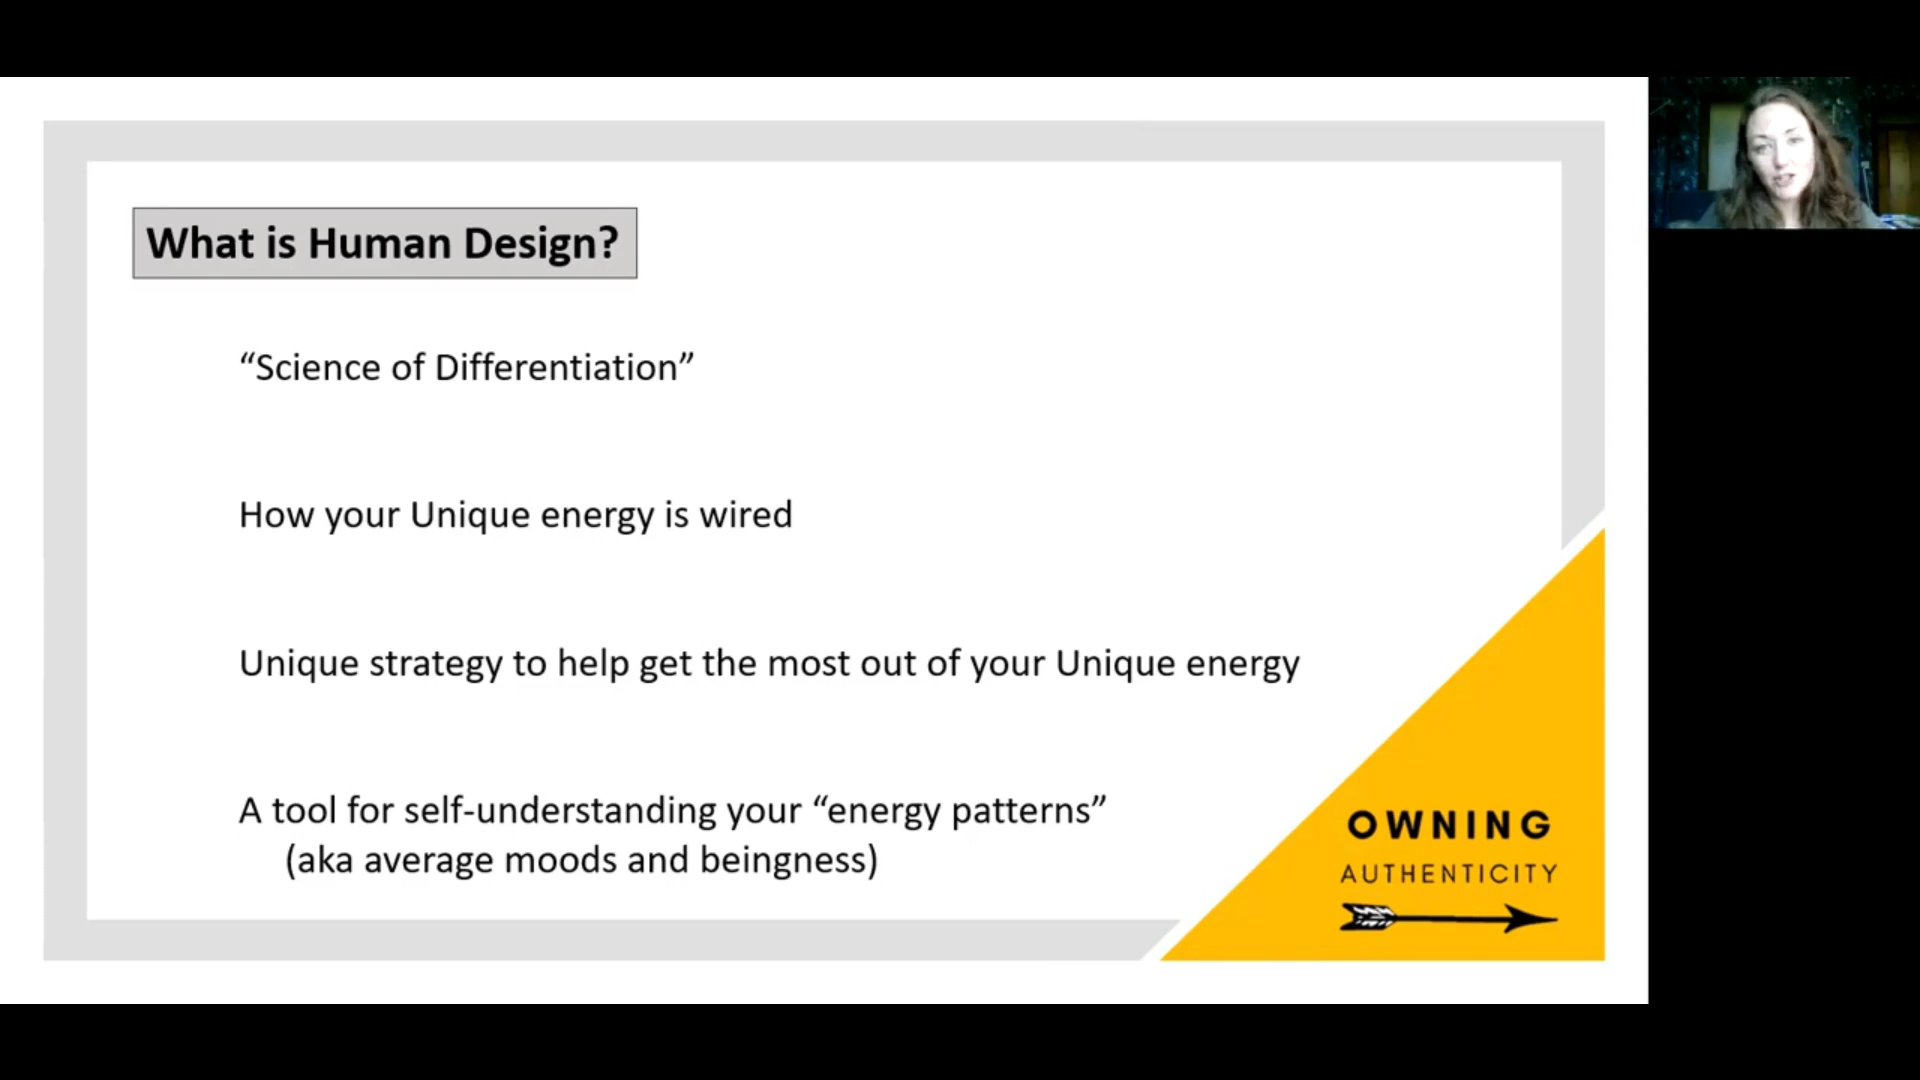 What is Human Design?
“Science of Differentiation”
How your Unique energy is wired
Unique strategy to help get the most out of your Unique energy
A tool for self-understanding your “energy patterns”
(aka average moods and beingness)
OWNING
AUTHENTICITY